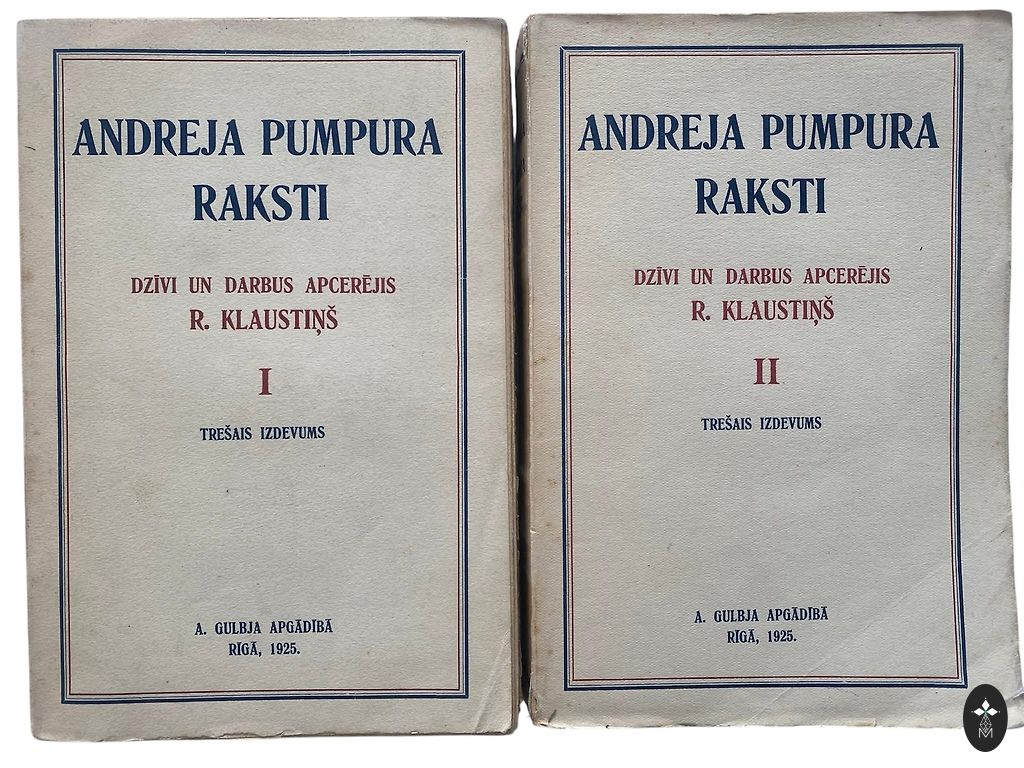 ANDREJA PUMPURA
RAKSTI
DZĪVI UN DARBUS APCERĒJIS
R. KLAUSTIŅŠ
I
TREŠAIS IZDEVUMS
A. GULBJA APGĀDĪBĀ
RĪGĀ, 1925.
ANDREJA PUMPURA
RAKSTI
DZĪVI UN DARBUS APCERĒJIS
R. KLAUSTIŅŠ
II
TREŠAIS IZDEVUMS
A. GULBJA APGĀDĪBĀ
RĪGĀ, 1925.